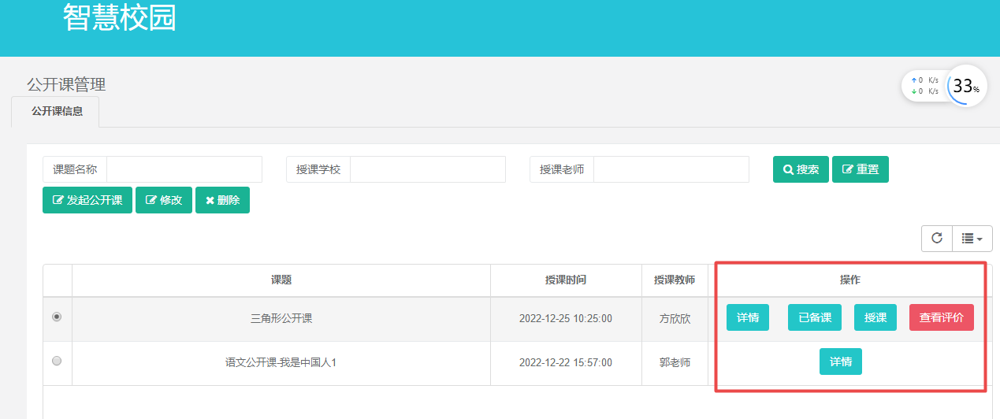 智慧校园
公开课管理
0 K/s
0 K/s
33%
公开课信息
课题名称 授课学校 授课老师 搜索 重置
发起公开课 修改 删除
课题 授课时间 授课教师 操作
三角形公开课 2022-12-25 10:25:00 方欣欣 详情 已备课 授课 查看评价
语文公开课-我是中国人1 2022-12-22 15:57:00 郭老师 详情